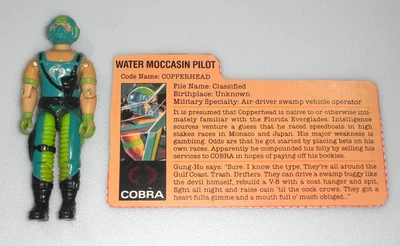 WATER MOCCASIN PILOT
Code Name: COPPERHEAD
File Name: Classified
Birthplace: Unknown
Military Specialty: Air-driver swamp vehicle operator
It is presumed that Copperhead is native to or otherwise inti-
mately familiar with the Florida Everglades. Intelligence
sources venture a guess that he raced speedboats in high
stakes races in Monaco and Japan. His major weakness is
gambling. Odds are that he got started by placing bets on his
own races. Apparently he compounded his folly by selling his
services to COBRA in hopes of paying off his bookies.
Gung-Ho says: "Sure. I know the type. They're all around the
Gulf Coast. Trash. Drifters. They can drive a swamp buggy like
the devil himself, rebuild a V-8 with a coat hanger and spit,
fight all night and raise cain 'til the cock crows. They got a
heart fulla gimme and a mouth full o' much obliged..."
COBRA